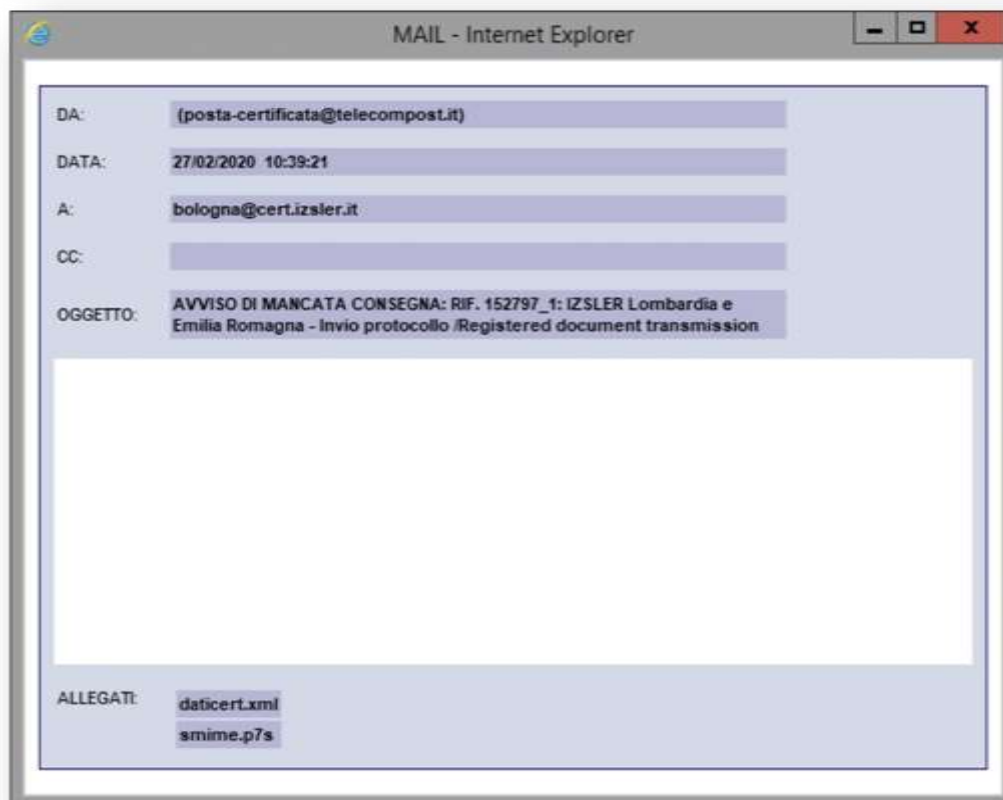 MAIL - Internet Explorer
DA: (posta-certificata@telecompost.it)
DATA: 27/02/2020 10:39:21
A: bologna@cert.izsler.it
CC:
OGGETTO: AVVISO DI MANCATA CONSEGNA: RIF. 152797_1: IZSLER Lombardia e
Emilia Romagna - Invio protocollo /Registered document transmission
ALLEGATI: daticert.xml
smime.p7s